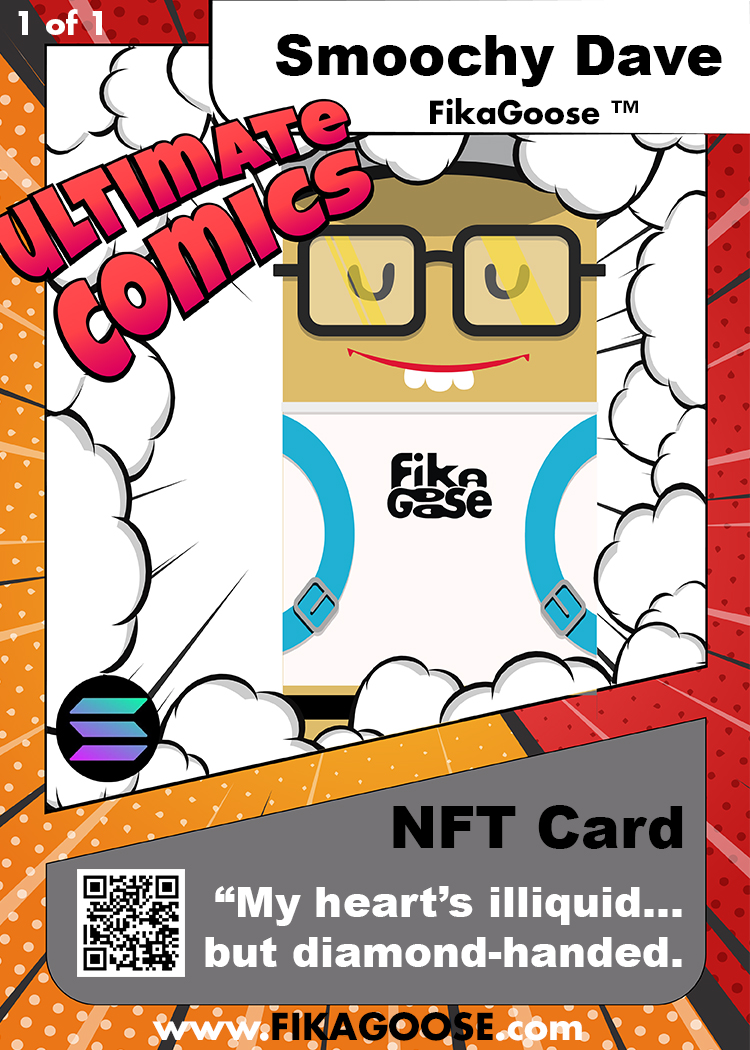 1 of 1
Smoochy Dave
FikaGoose ™
ULTIMATe
COMICS
Fika
Goose
NFT Card
“My heart’s illiquid...
but diamond-handed.
www.FIKAGOOSE.com